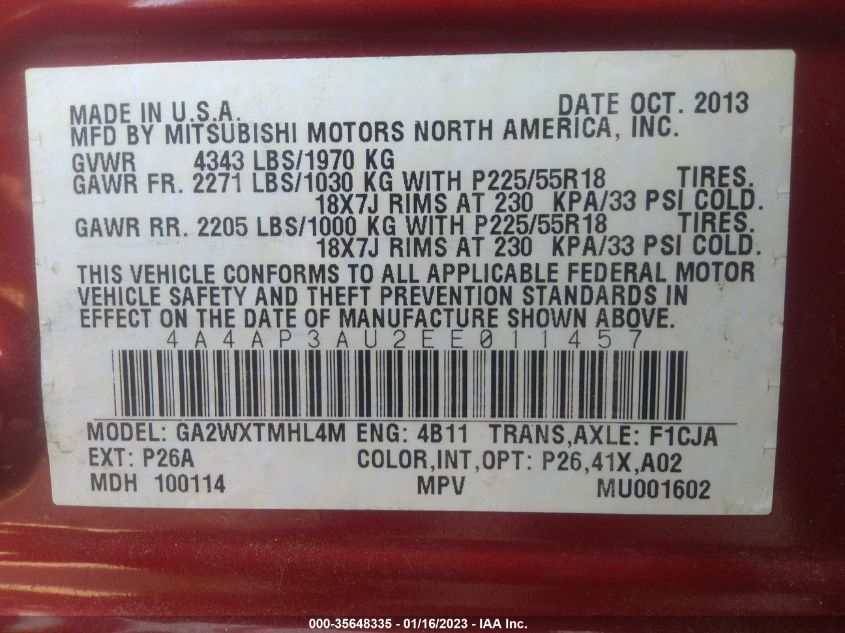 MADE IN U.S.A. DATE OCT. 2013
MFD BY MITSUBISHI MOTORS NORTH AMERICA, INC.
GVWR 4343 LBS/1970 KG
GAWR FR. 2271 LBS/1030 KG WITH P225/55R18 TIRES.
18X7J RIMS AT 230 KPA/33 PSI COLD.
GAWR RR. 2205 LBS/1000 KG WITH P225/55R18 TIRES.
18X7J RIMS AT 230 KPA/33 PSI COLD.
THIS VEHICLE CONFORMS TO ALL APPLICABLE FEDERAL MOTOR
VEHICLE SAFETY AND THEFT PREVENTION STANDARDS IN
EFFECT ON THE DATE OF MANUFACTURE SHOWN ABOVE.
4A4AP3AU2EE011457
MODEL: GA2WXTMHL4M ENG: 4B11 TRANS,AXLE: F1CJA
EXT: P26A COLOR,INT,OPT: P26,41X,A02
MDH 100114 MPV MU001602
000-35648335 - 01/16/2023 - IAA Inc.